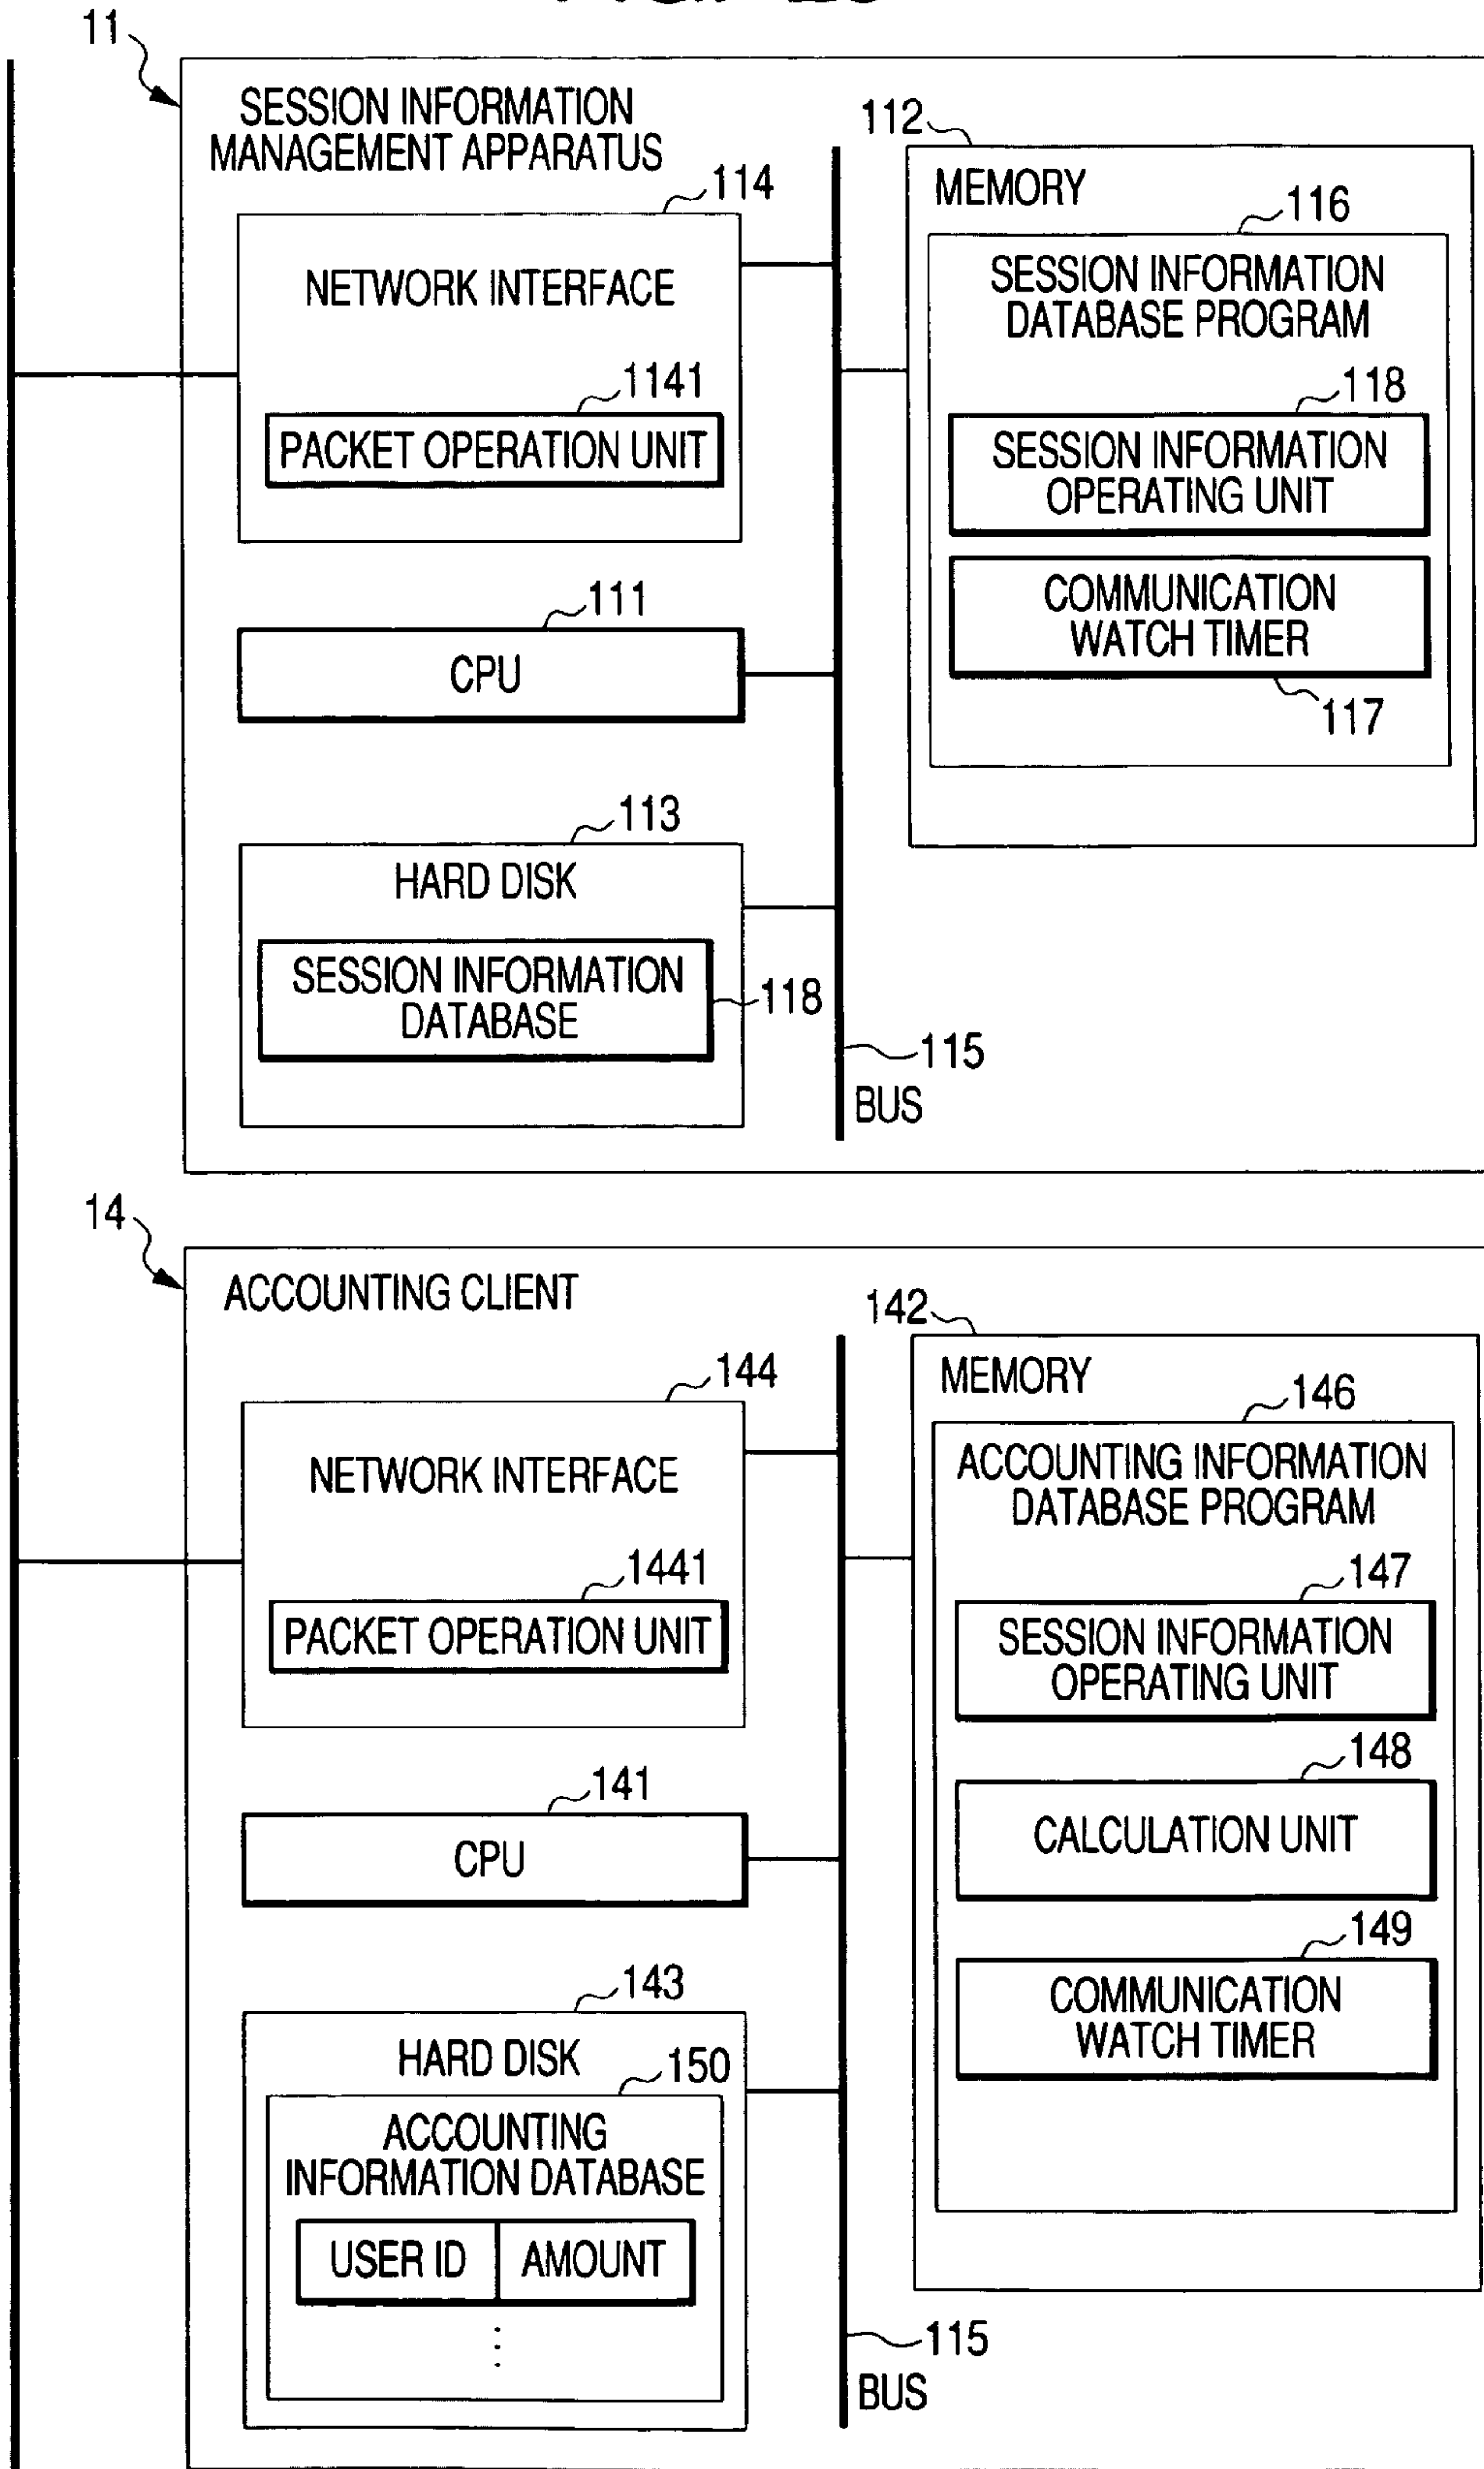 11
SESSION INFORMATION
MANAGEMENT APPARATUS
114
NETWORK INTERFACE
1141
PACKET OPERATION UNIT
111
CPU
113
HARD DISK
SESSION INFORMATION
DATABASE
118
112
MEMORY
116
SESSION INFORMATION
DATABASE PROGRAM
118
SESSION INFORMATION
OPERATING UNIT
COMMUNICATION
WATCH TIMER
117
115
BUS
14
ACCOUNTING CLIENT
144
NETWORK INTERFACE
1441
PACKET OPERATION UNIT
141
CPU
143
HARD DISK
150
ACCOUNTING
INFORMATION DATABASE
USER ID AMOUNT
142
MEMORY
146
ACCOUNTING INFORMATION
DATABASE PROGRAM
147
SESSION INFORMATION
OPERATING UNIT
148
CALCULATION UNIT
149
COMMUNICATION
WATCH TIMER
115
BUS